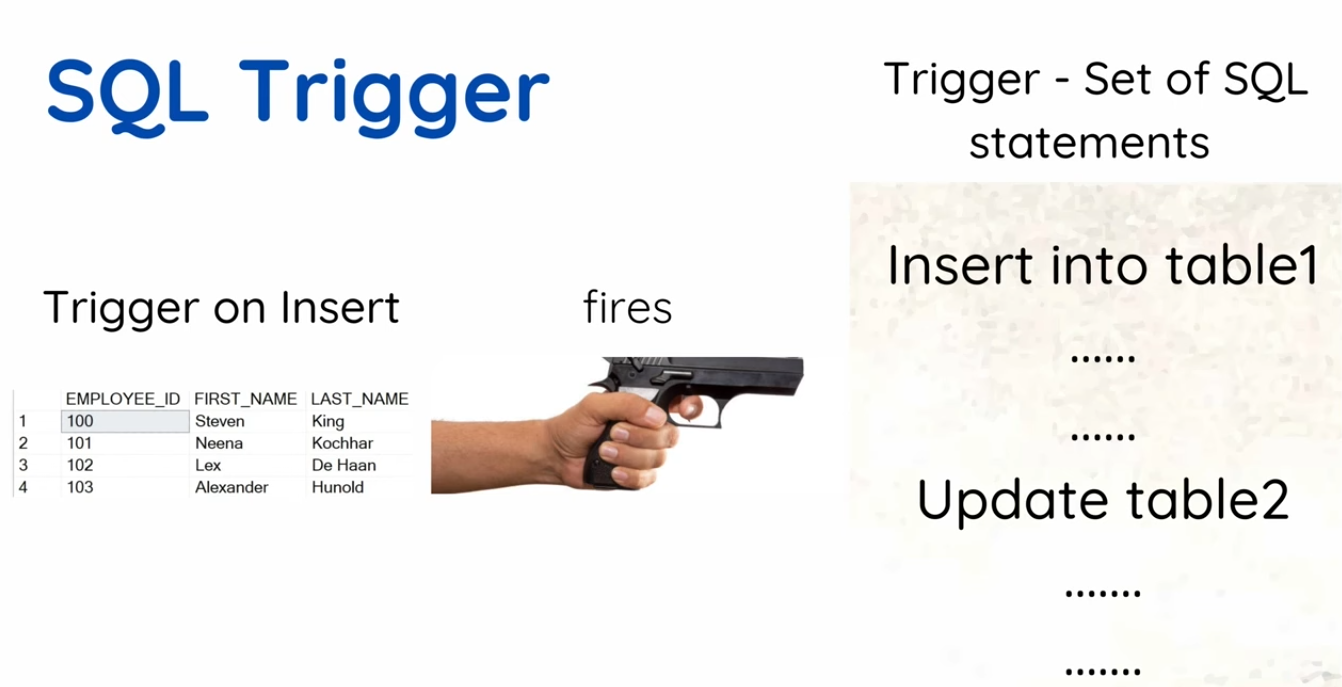 SQL Trigger
Trigger - Set of SQL
statements
Trigger on Insert
fires
EMPLOYEE_ID FIRST_NAME LAST_NAME
1 100 Steven King
2 101 Neena Kochhar
3 102 Lex De Haan
4 103 Alexander Hunold
Insert into table1
......
......
Update table2
.......
.......